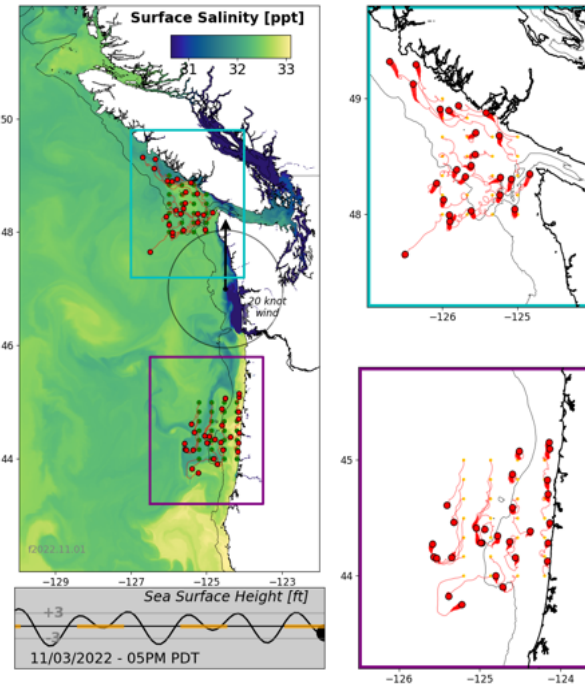 Surface Salinity [ppt]
31 32 33
50
48
46
44
20 knot
wind
f2022.11.01
−129 −127 −125 −123
Sea Surface Height [ft]
+3
-3
11/03/2022 - 05PM PDT
49
48
−126 −125
45
44
−126 −125 −124